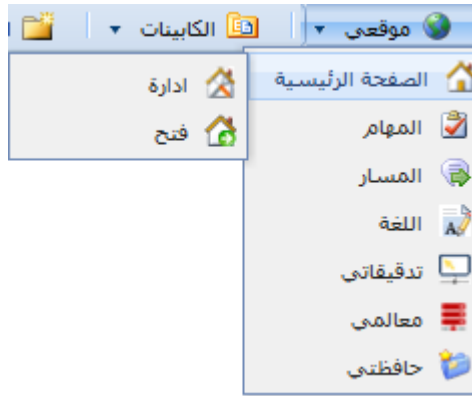 موقعي الكابينات
الصفحة الرئيسية
المهام
المسار
اللغة
تدقيقاتي
معالمي
حافظتي
ادارة
فتح